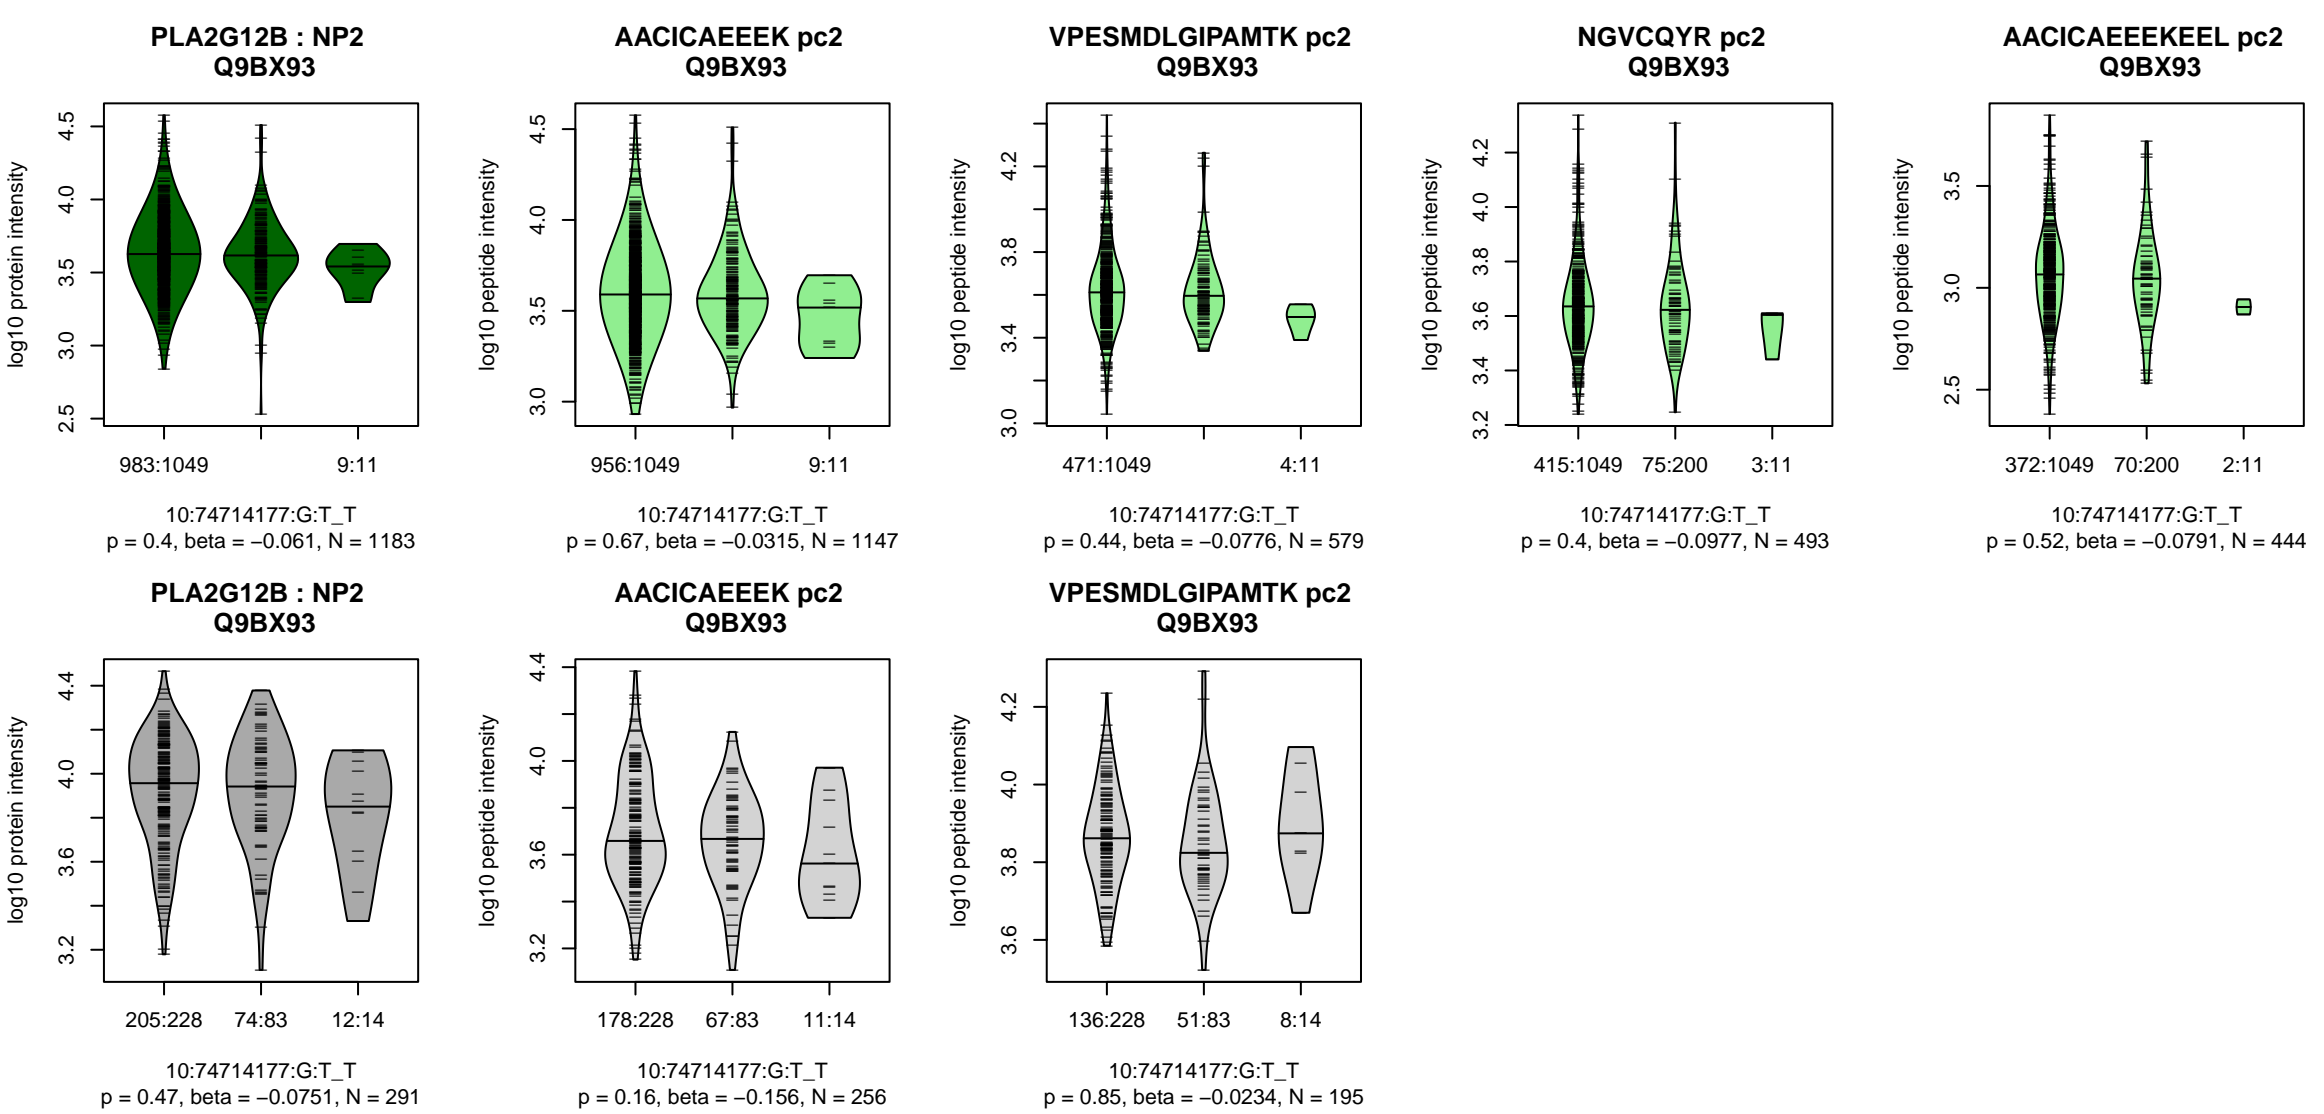 PLA2G12B : NP2
Q9BX93
log10 protein intensity
2.5 3.0 3.5 4.0 4.5
983:1049 9:11
10:74714177:G:T_T
p = 0.4, beta = −0.061, N = 1183
AACICAEEEK pc2
Q9BX93
log10 peptide intensity
3.0 3.5 4.0 4.5
956:1049 9:11
10:74714177:G:T_T
p = 0.67, beta = −0.0315, N = 1147
VPESMDLGIPAMTK pc2
Q9BX93
log10 peptide intensity
3.0 3.4 3.8 4.2
471:1049 4:11
10:74714177:G:T_T
p = 0.44, beta = −0.0776, N = 579
NGVCQYR pc2
Q9BX93
log10 peptide intensity
3.2 3.4 3.6 3.8 4.0 4.2
415:1049 75:200 3:11
10:74714177:G:T_T
p = 0.4, beta = −0.0977, N = 493
AACICAEEEKEEL pc2
Q9BX93
log10 peptide intensity
2.5 3.0 3.5
372:1049 70:200 2:11
10:74714177:G:T_T
p = 0.52, beta = −0.0791, N = 444
PLA2G12B : NP2
Q9BX93
log10 protein intensity
3.2 3.6 4.0 4.4
205:228 74:83 12:14
10:74714177:G:T_T
p = 0.47, beta = −0.0751, N = 291
AACICAEEEK pc2
Q9BX93
log10 peptide intensity
3.2 3.6 4.0 4.4
178:228 67:83 11:14
10:74714177:G:T_T
p = 0.16, beta = −0.156, N = 256
VPESMDLGIPAMTK pc2
Q9BX93
log10 peptide intensity
3.6 3.8 4.0 4.2
136:228 51:83 8:14
10:74714177:G:T_T
p = 0.85, beta = −0.0234, N = 195